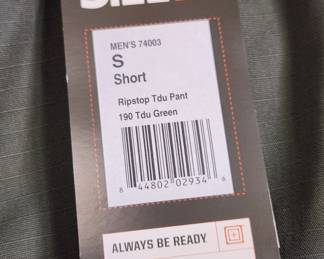 MEN'S 74003
S
Short
Ripstop Tdu Pant
190 Tdu Green
8 44802 02934 6
ALWAYS BE READY